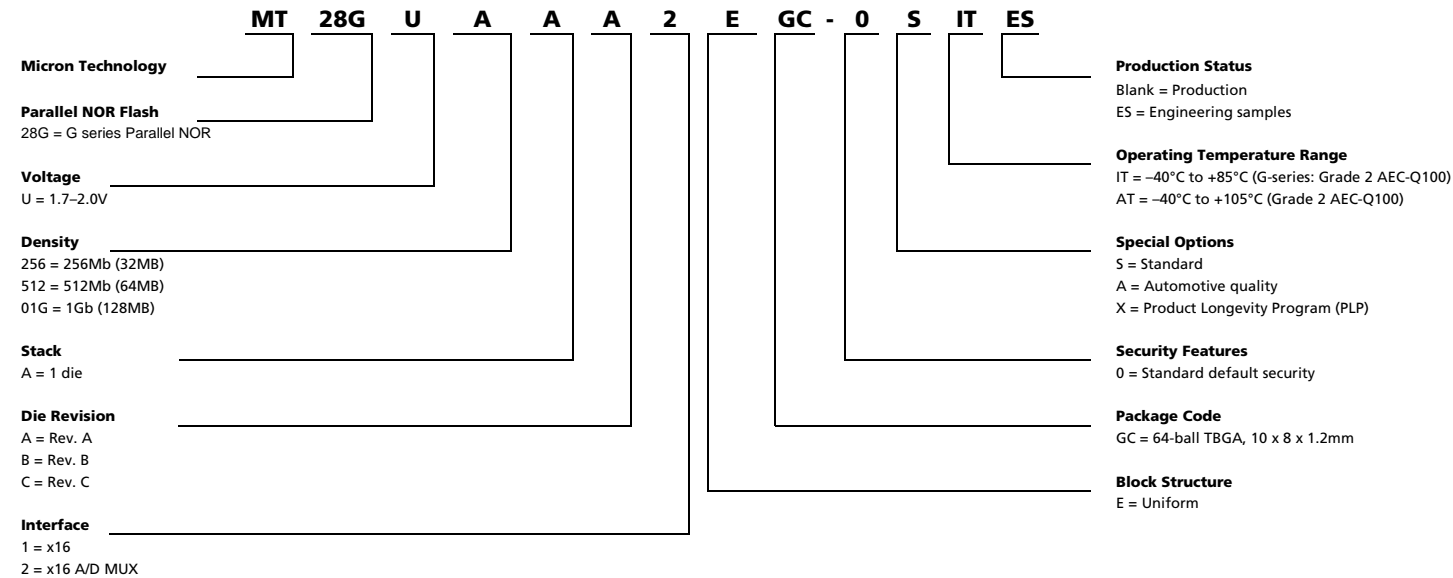 MT 28G U A A A 2 E GC - 0 S IT ES
Micron Technology
Parallel NOR Flash
28G = G series Parallel NOR
Voltage
U = 1.7–2.0V
Density
256 = 256Mb (32MB)
512 = 512Mb (64MB)
01G = 1Gb (128MB)
Stack
A = 1 die
Die Revision
A = Rev. A
B = Rev. B
C = Rev. C
Interface
1 = x16
2 = x16 A/D MUX
Production Status
Blank = Production
ES = Engineering samples
Operating Temperature Range
IT = –40°C to +85°C (G-series: Grade 2 AEC-Q100)
AT = –40°C to +105°C (Grade 2 AEC-Q100)
Special Options
S = Standard
A = Automotive quality
X = Product Longevity Program (PLP)
Security Features
0 = Standard default security
Package Code
GC = 64-ball TBGA, 10 x 8 x 1.2mm
Block Structure
E = Uniform